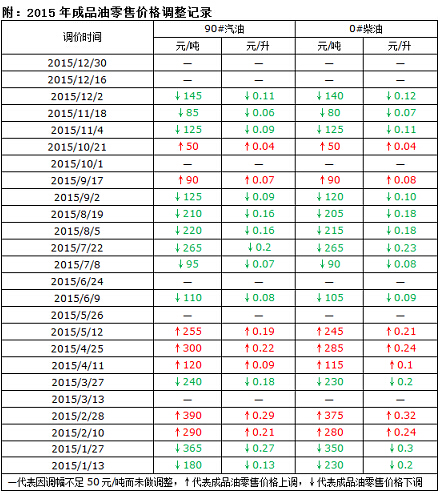 附：2015 年成品油零售价格调整记录
调价时间 90#汽油 0#柴油
元/吨 元/升 元/吨 元/升
2015/12/30 — — — —
2015/12/16 — — — —
2015/12/2 ↓145 ↓0.11 ↓140 ↓0.12
2015/11/18 ↓85 ↓0.06 ↓80 ↓0.07
2015/11/4 ↓125 ↓0.09 ↓125 ↓0.11
2015/10/21 ↑50 ↑0.04 ↑50 ↑0.04
2015/10/1 — — — —
2015/9/17 ↑90 ↑0.07 ↑90 ↑0.08
2015/9/2 ↓125 ↓0.09 ↓120 ↓0.10
2015/8/19 ↓210 ↓0.16 ↓205 ↓0.18
2015/8/5 ↓220 ↓0.16 ↓215 ↓0.18
2015/7/22 ↓265 ↓0.2 ↓265 ↓0.23
2015/7/8 ↓95 ↓0.07 ↓90 ↓0.08
2015/6/24 — — — —
2015/6/9 ↓110 ↓0.08 ↓105 ↓0.09
2015/5/26 — — — —
2015/5/12 ↑255 ↑0.19 ↑245 ↑0.21
2015/4/25 ↑300 ↑0.22 ↑285 ↑0.24
2015/4/11 ↑120 ↑0.09 ↑115 ↑0.1
2015/3/27 ↓240 ↓0.18 ↓230 ↓0.2
2015/3/13 — — — —
2015/2/28 ↑390 ↑0.29 ↑375 ↑0.32
2015/2/10 ↑290 ↑0.21 ↑280 ↑0.24
2015/1/27 ↓365 ↓0.27 ↓350 ↓0.3
2015/1/13 ↓180 ↓0.13 ↓230 ↓0.2
—代表因调幅不足 50 元/吨而未做调整，↑代表成品油零售价格上调，↓代表成品油零售价格下调